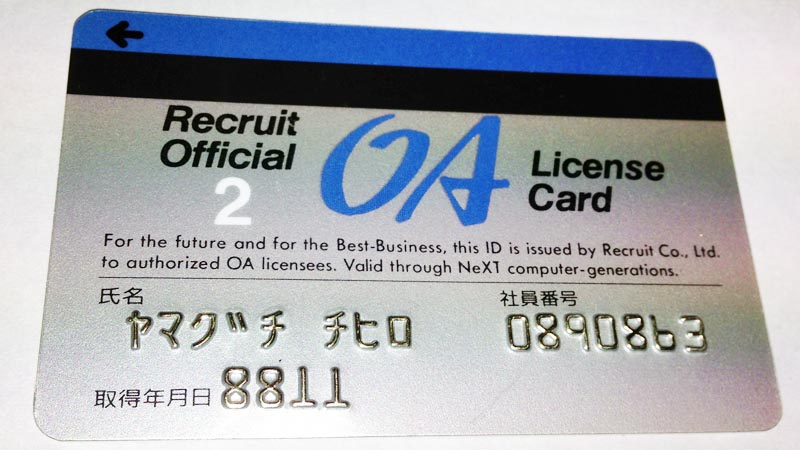 Recruit
Official
2
OA
License
Card
For the future and for the Best-Business, this ID is issued by Recruit Co., Ltd.
to authorized OA licensees. Valid through NeXT computer-generations.
氏名
ヤマグチ チヒロ
社員番号
0890863
取得年月日 8811